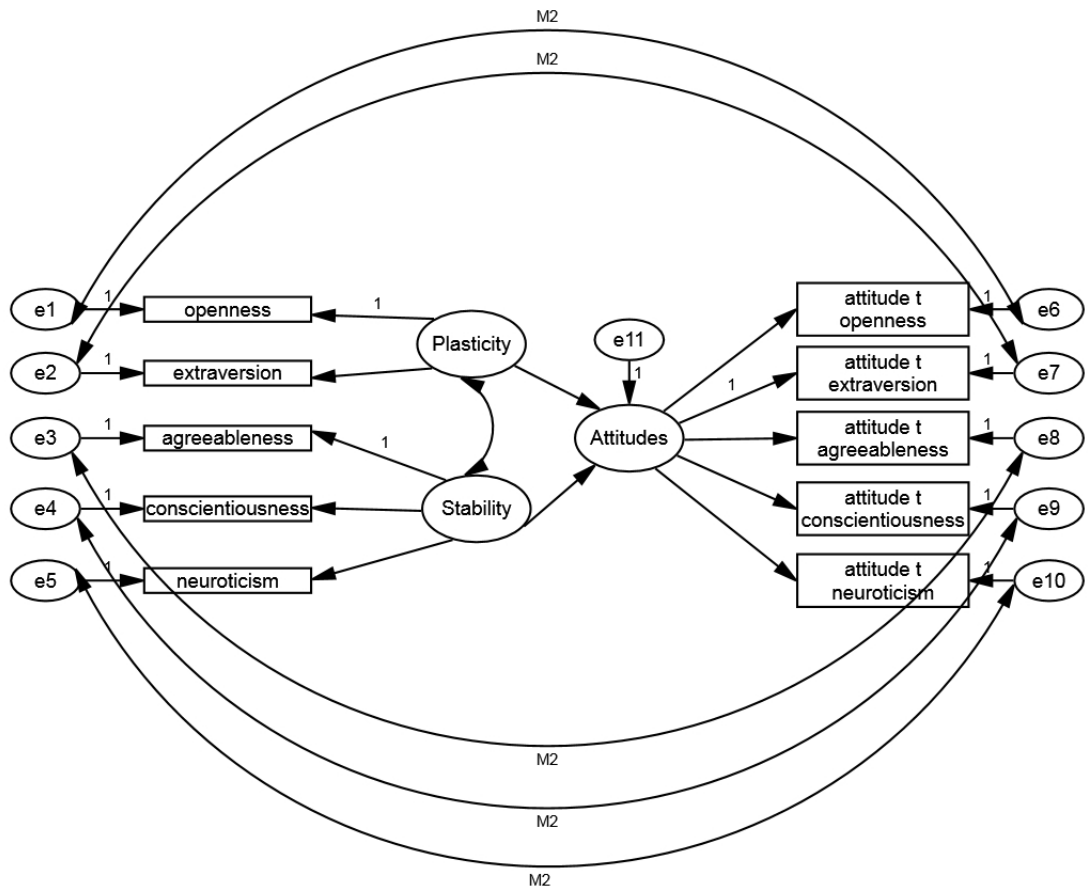 M2
M2
e1
1
openness
1
Plasticity
e11
1
attitude t
openness
1
e6
e2
1
extraversion
1
attitude t
extraversion
1
e7
e3
1
agreeableness
1
Attitudes
attitude t
agreeableness
1
e8
e4
1
conscientiousness
Stability
attitude t
conscientiousness
1
e9
e5
1
neuroticism
attitude t
neuroticism
1
e10
M2
M2
M2